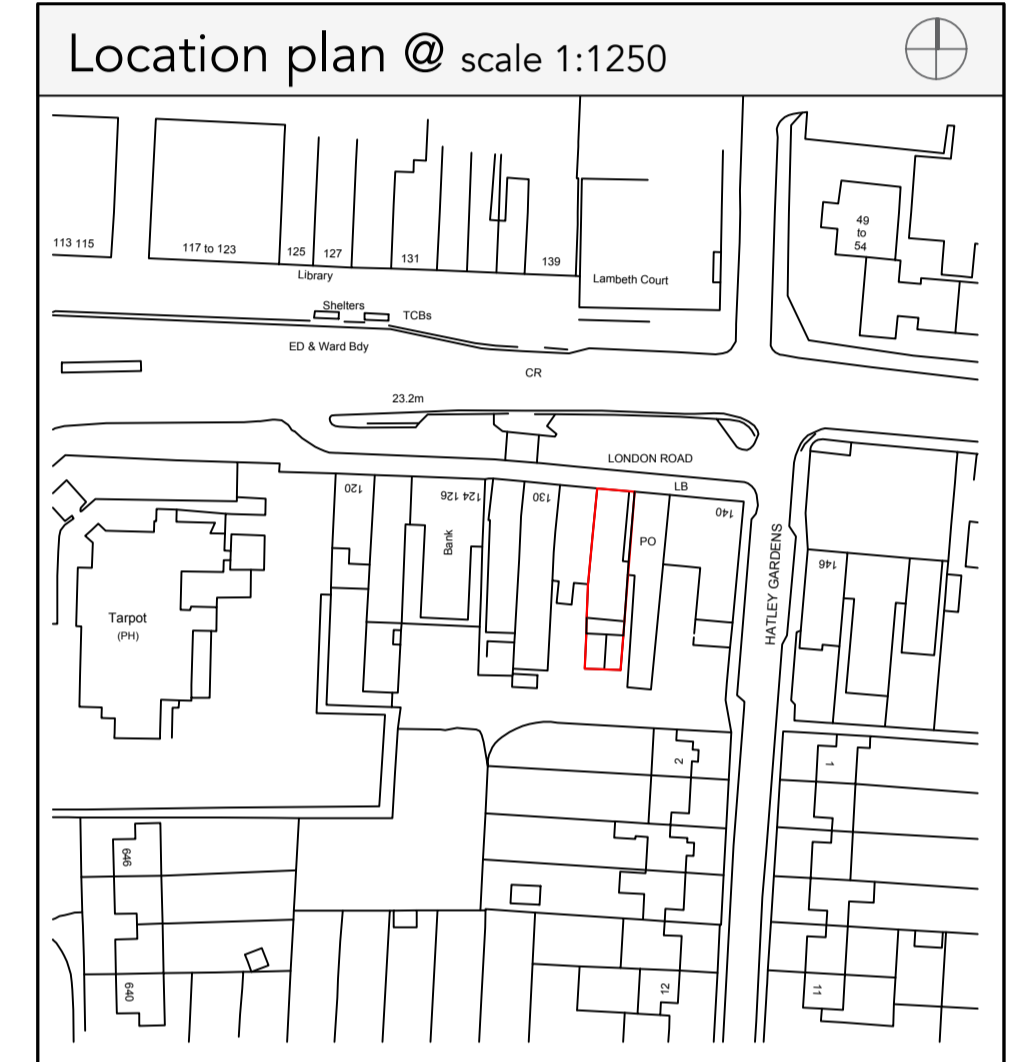 Location plan @ scale 1:1250
49
to
54
113 115
117 to 123
125
127
131
139
Library
Lambeth Court
Shelters
TCBs
ED & Ward Bdy
CR
23.2m
LONDON ROAD
LB
120
124 126
130
140
Bank
PO
HATLEY GARDENS
146
Tarpot
(PH)
2
1
646
640
12
11